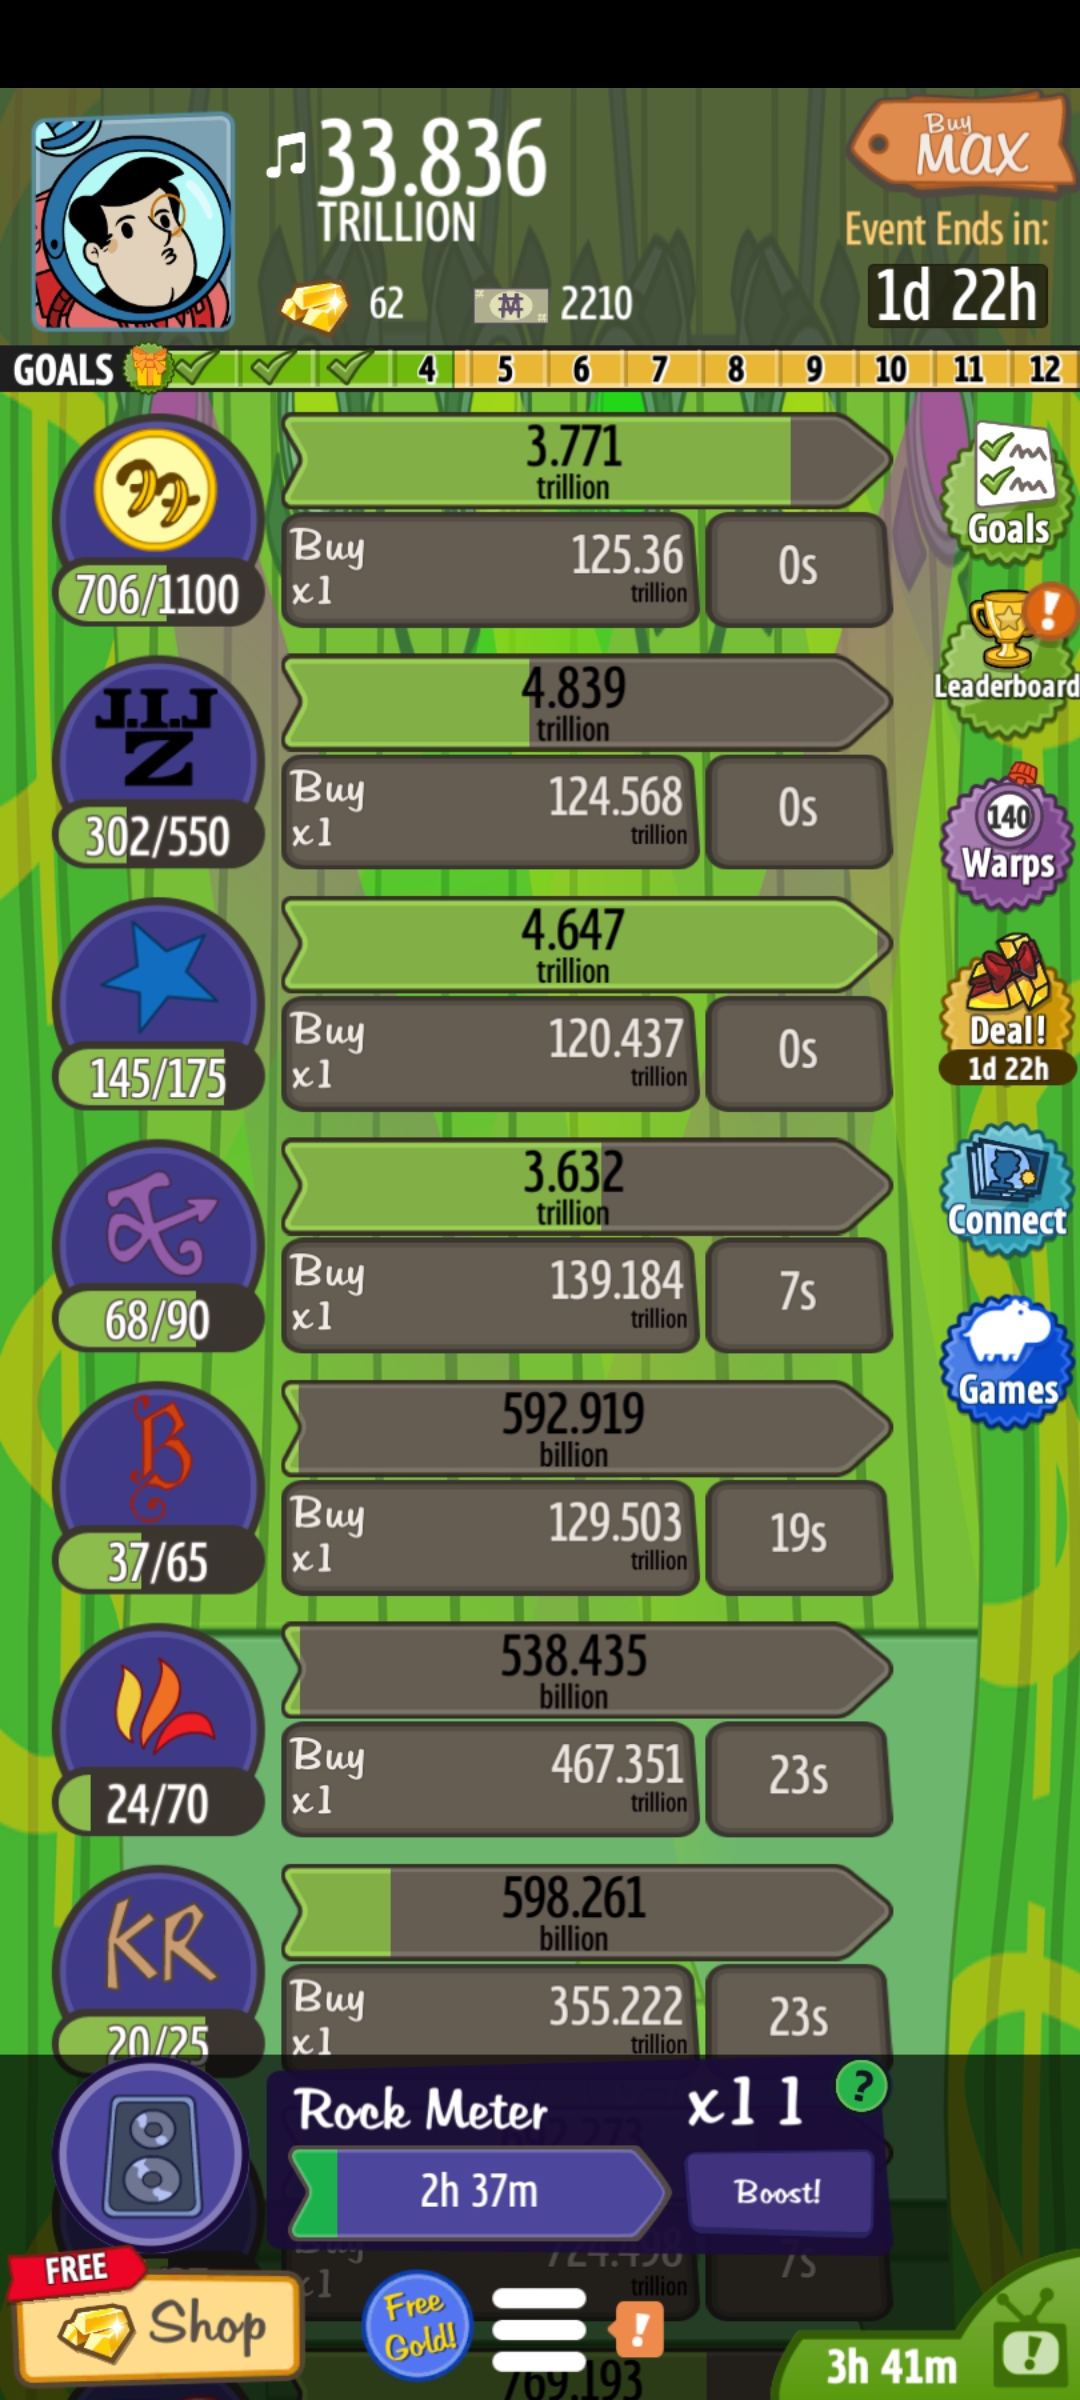 33.836
TRILLION
62
2210
Buy
MAX
Event Ends in:
1d 22h
GOALS
4 5 6 7 8 9 10 11 12
3.771
trillion
706/1100
Buy
x1
125.36
trillion
0s
Goals
J.I.J
Z
4.839
trillion
302/550
Buy
x1
124.568
trillion
0s
Leaderboard
!
4.647
trillion
145/175
Buy
x1
120.437
trillion
0s
140
Warps
Deal!
1d 22h
3.632
trillion
68/90
Buy
x1
139.184
trillion
7s
Connect
B
592.919
billion
37/65
Buy
x1
129.503
trillion
19s
Games
538.435
billion
24/70
Buy
x1
467.351
trillion
23s
KR
598.261
billion
20/25
Buy
x1
355.222
trillion
23s
Rock Meter
x11
?
2h 37m
Boost!
Buy
x1
724.498
trillion
7s
FREE
Shop
Free
Gold!
!
769.193
3h 41m
!